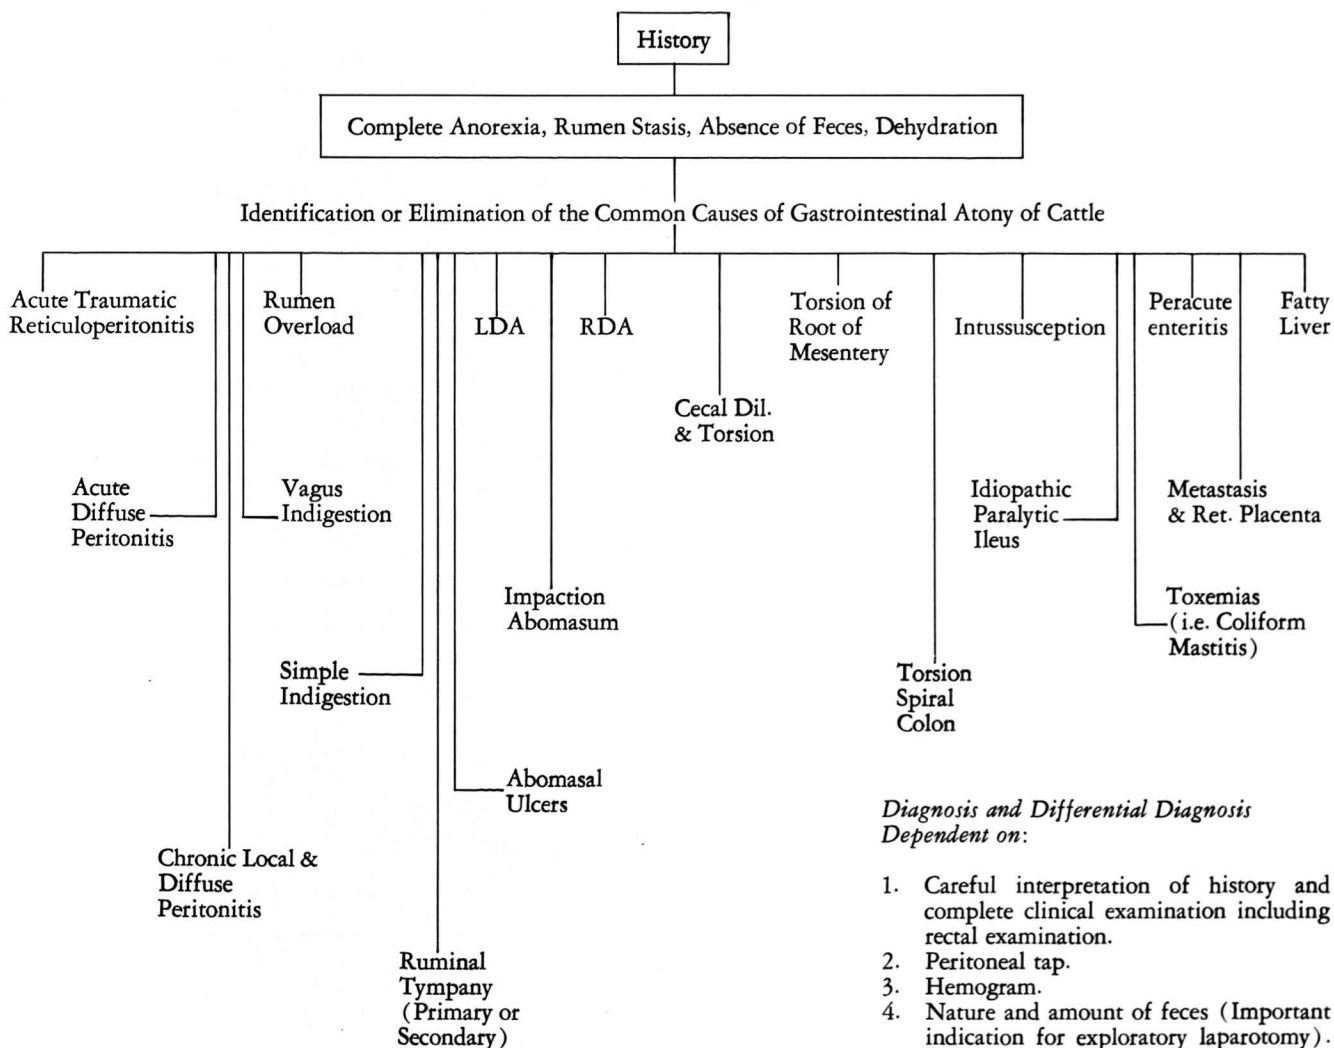 History
Complete Anorexia, Rumen Stasis, Absence of Feces, Dehydration
Identification or Elimination of the Common Causes of Gastrointestinal Atony of Cattle
Acute Traumatic
Reticuloperitonitis
Rumen
Overload
LDA
RDA
Torsion of
Root of
Mesentery
Intussusception
Peracute
enteritis
Fatty
Liver
Cecal Dil.
& Torsion
Acute
Diffuse
Peritonitis
Vagus
Indigestion
Idiopathic
Paralytic
Ileus
Metastasis
& Ret. Placenta
Impaction
Abomasum
Toxemias
(i.e. Coliform
Mastitis)
Simple
Indigestion
Torsion
Spiral
Colon
Abomasal
Ulcers
Chronic Local &
Diffuse
Peritonitis
Ruminal
Tympany
(Primary or
Secondary)
Diagnosis and Differential Diagnosis
Dependent on:
1. Careful interpretation of history and
complete clinical examination including
rectal examination.
2. Peritoneal tap.
3. Hemogram.
4. Nature and amount of feces (Important
indication for exploratory laparotomy).